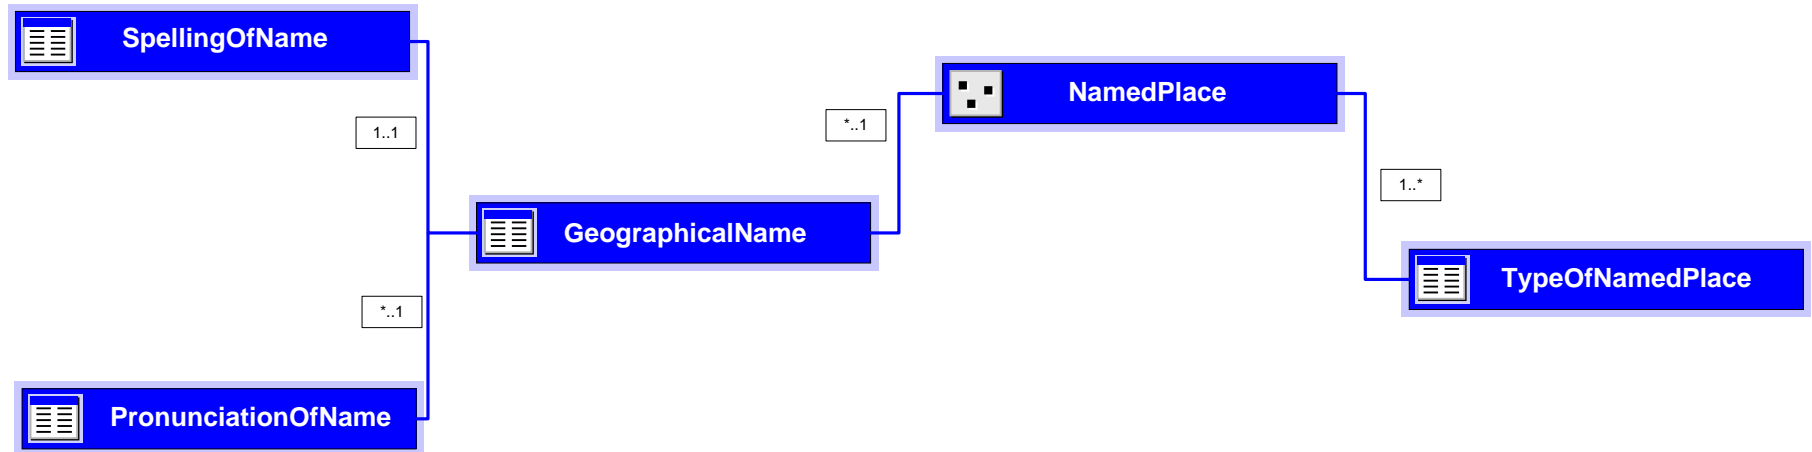 SpellingOfName
NamedPlace
1..1
*..1
1..*
GeographicalName
TypeOfNamedPlace
*..1
PronunciationOfName